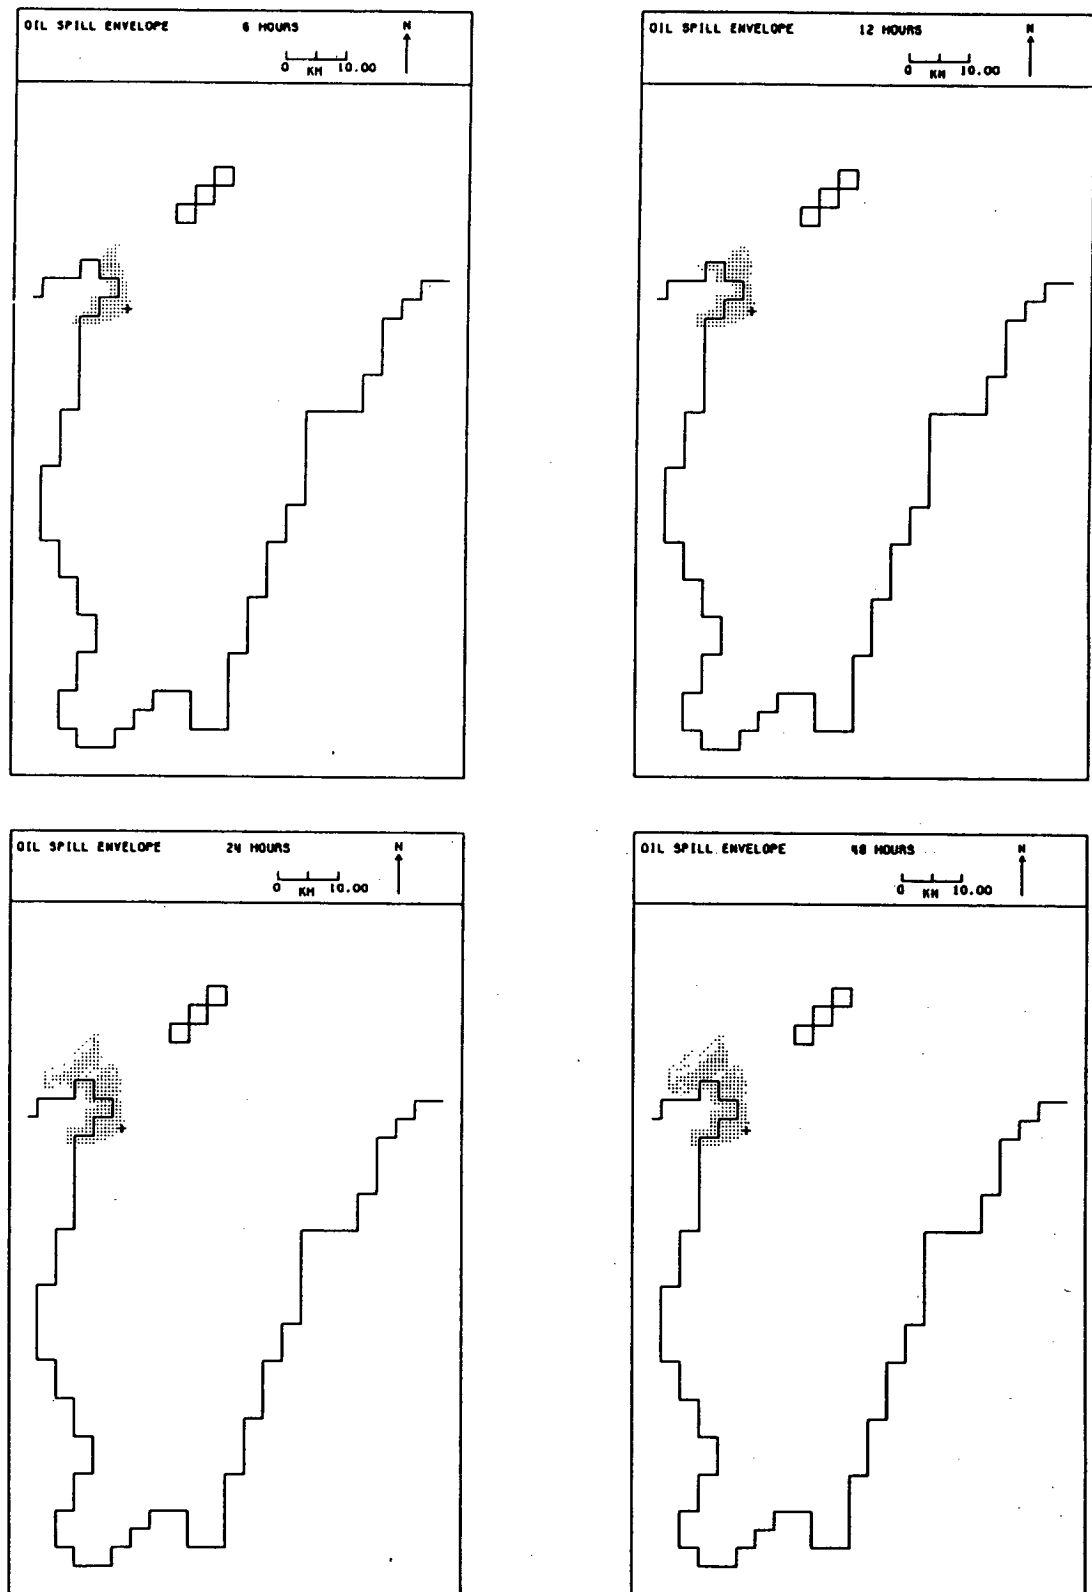 OIL SPILL ENVELOPE 6 HOURS N
0 KM 10.00
OIL SPILL ENVELOPE 12 HOURS N
0 KM 10.00
OIL SPILL ENVELOPE 24 HOURS N
0 KM 10.00
OIL SPILL ENVELOPE 48 HOURS N
0 KM 10.00